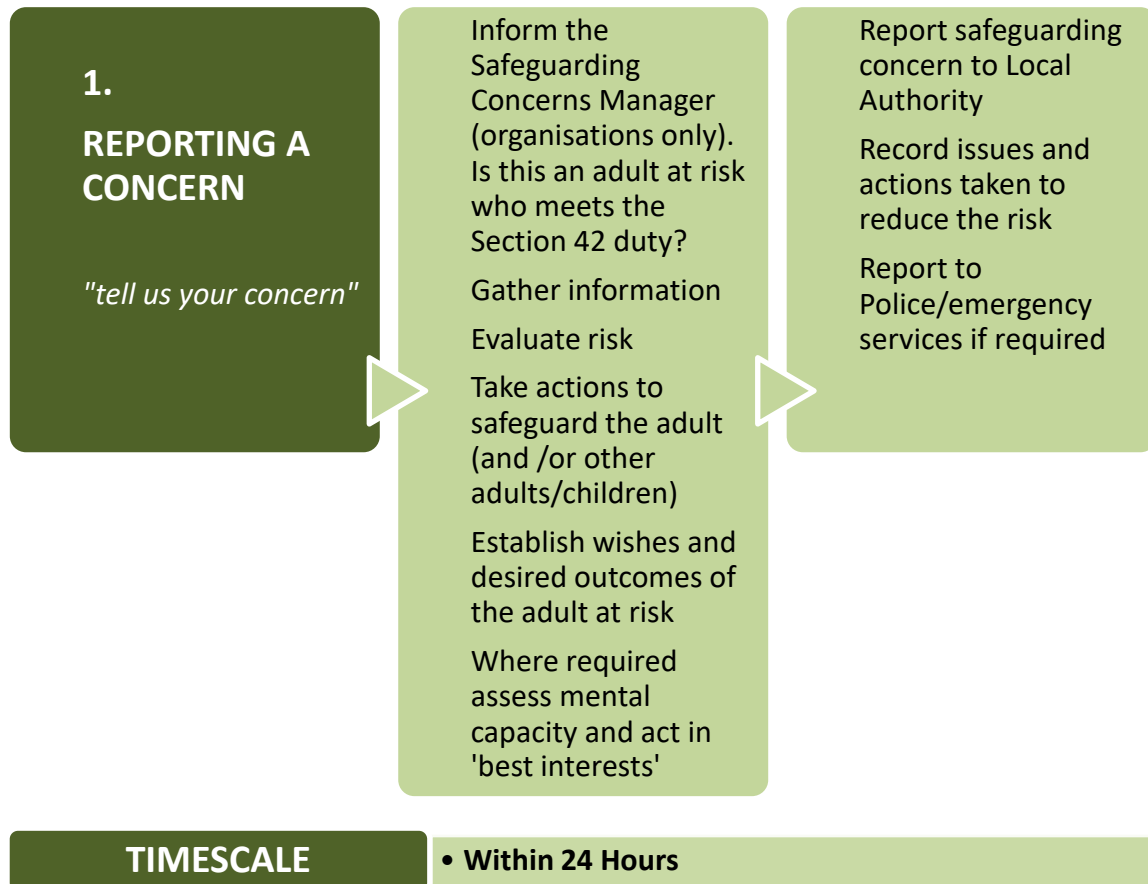 1.
REPORTING A
CONCERN
"tell us your concern"
Inform the
Safeguarding
Concerns Manager
(organisations only).
Is this an adult at risk
who meets the
Section 42 duty?
Gather information
Evaluate risk
Take actions to
safeguard the adult
(and /or other
adults/children)
Establish wishes and
desired outcomes of
the adult at risk
Where required
assess mental
capacity and act in
'best interests'
Report safeguarding
concern to Local
Authority
Record issues and
actions taken to
reduce the risk
Report to
Police/emergency
services if required
TIMESCALE
• Within 24 Hours